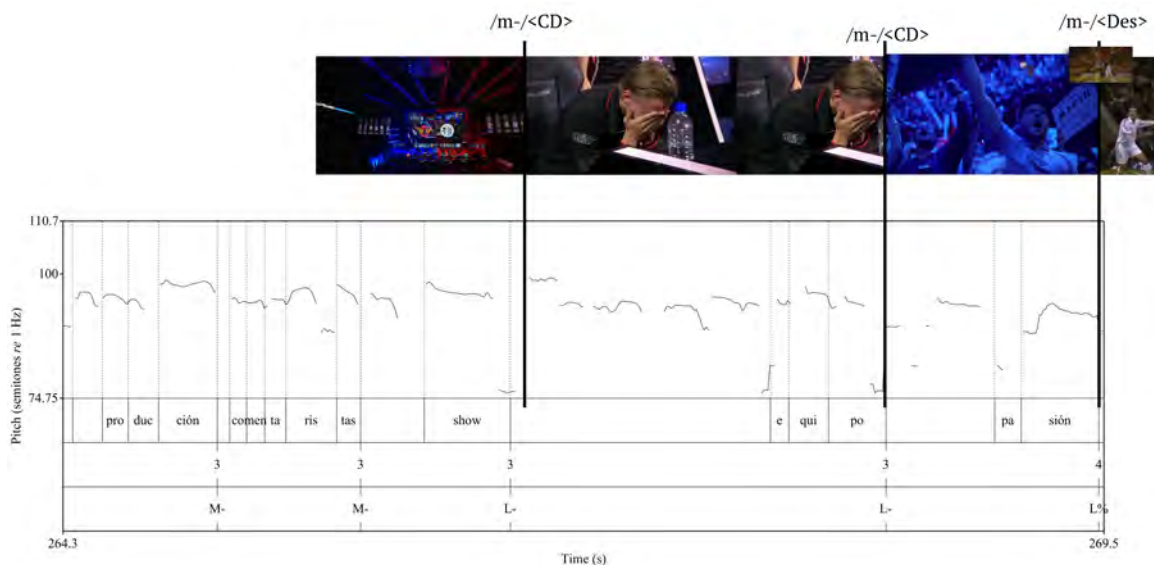 /m-/<CD>
/m-/<CD>
/m-/<Des>
110.7
100
74.75
Pitch (semitones re 1 Hz)
pro duc ción comen ta ris tas show e qui po pa sión
3 3 3 3 4
M- M- L- L- L%
264.3 269.5
Time (s)